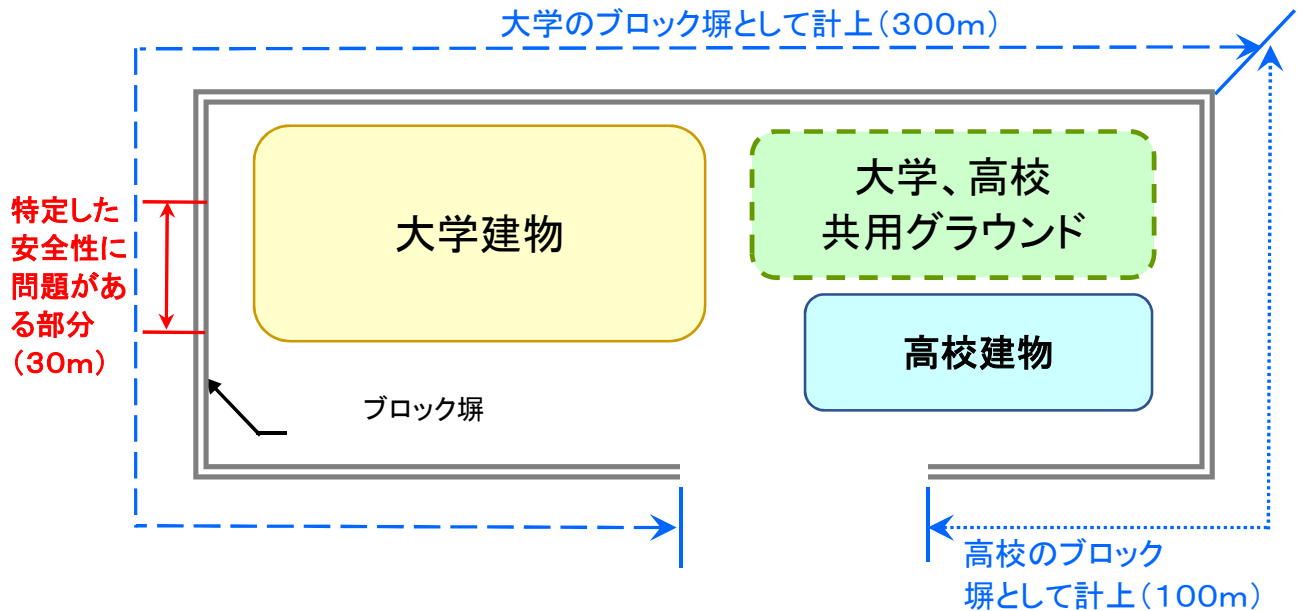 大学のブロック塀として計上(300m)
大学建物
大学、高校
共用グラウンド
特定した
安全性に
問題があ
る部分
(30m)
高校建物
ブロック塀
高校のブロック
塀として計上(100m)